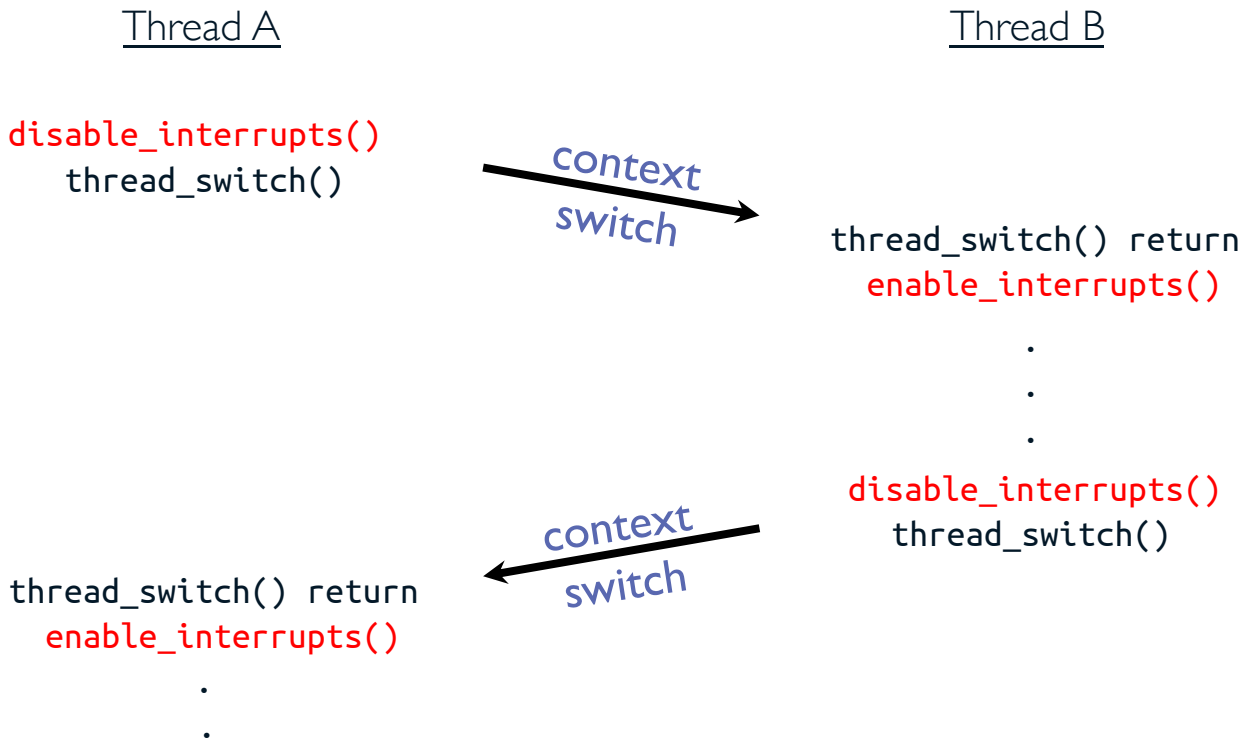 Thread A
Thread B
disable_interrupts()
thread_switch()
context
switch
thread_switch() return
enable_interrupts()
.
.
.
disable_interrupts()
thread_switch()
context
switch
thread_switch() return
enable_interrupts()
.
.